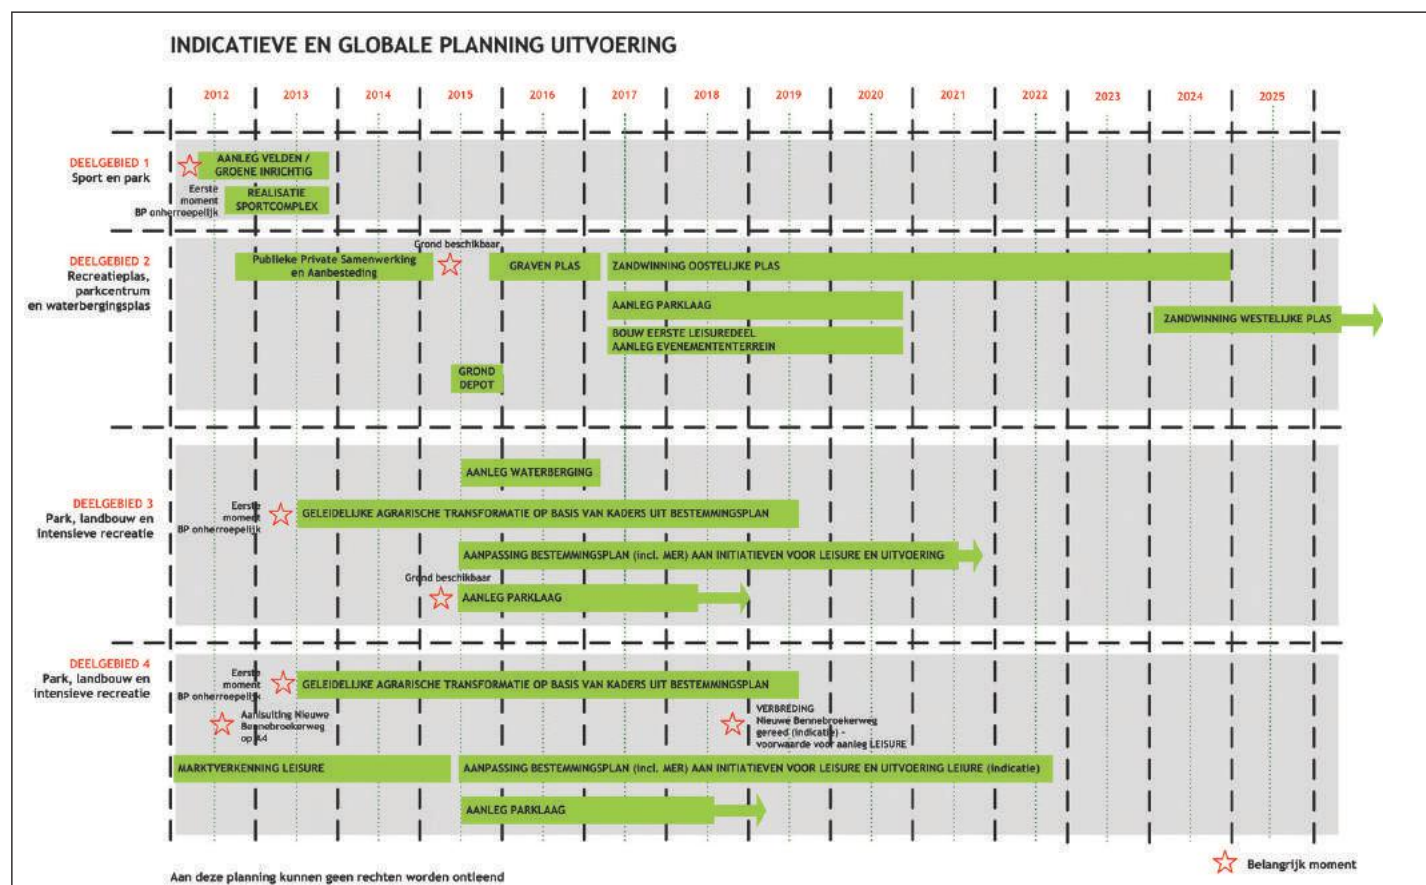 INDICATIEVE EN GLOBALE PLANNING UITVOERING
2012 2013 2014 2015 2016 2017 2018 2019 2020 2021 2022 2023 2024 2025
DEELGEBIED 1
Sport en park
AANLEG VELDEN /
GROENE INRICHTIG
Eerste
moment
BP onherroepelijk
REALISATIE
SPORTCOMPLEX
DEELGEBIED 2
Recreatieplas,
parkcentrum
en waterbergingsplas
Publieke Private Samenwerking
en Aanbesteding
Grond beschikbaar
GRAVEN PLAS
ZANDWINNING OOSTELIJKE PLAS
AANLEG PARKLAAG
ZANDWINNING WESTELIJKE PLAS
BOUW EERSTE LEISUREDEEL
AANLEG EVENEMENTENTERREIN
GROND
DEPOT
DEELGEBIED 3
Park, landbouw en
intensieve recreatie
AANLEG WATERBERGING
Eerste
moment
BP onherroepelijk
GELEIDELIJKE AGRARISCHE TRANSFORMATIE OP BASIS VAN KADERS UIT BESTEMMINGSPLAN
AANPASSING BESTEMMINGSPLAN (incl. MER) AAN INITIATIEVEN VOOR LEISURE EN UITVOERING
Grond beschikbaar
AANLEG PARKLAAG
DEELGEBIED 4
Park, landbouw en
intensieve recreatie
Eerste
moment
BP onherroepelijk
GELEIDELIJKE AGRARISCHE TRANSFORMATIE OP BASIS VAN KADERS UIT BESTEMMINGSPLAN
Aanlsuiting Nieuwe
Bennebroekerweg
op A4
VERBREDING
Nieuwe Bennebroekerweg
gereed (indicatie) -
voorwaarde voor aanleg LEISURE
MARKTVERKENNING LEISURE
AANPASSING BESTEMMINGSPLAN (incl. MER) AAN INITIATIEVEN VOOR LEISURE EN UITVOERING LEIURE (indicatie)
AANLEG PARKLAAG
Belangrijk moment
Aan deze planning kunnen geen rechten worden ontleend